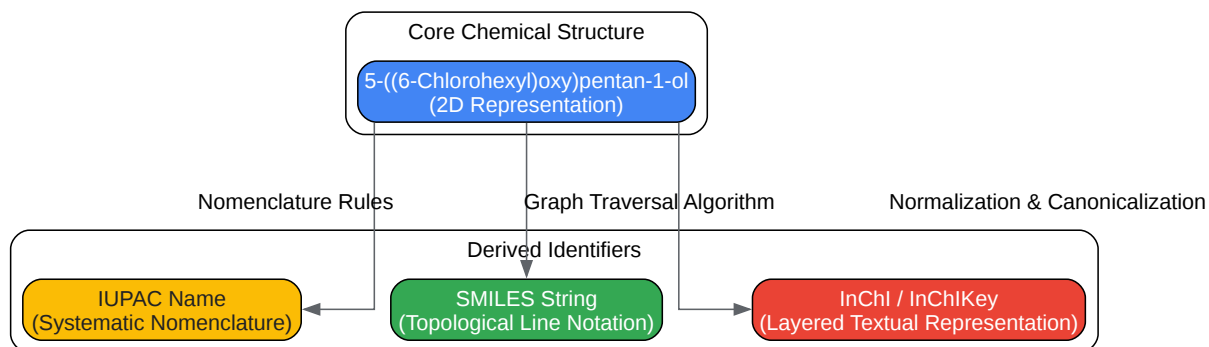 Core Chemical Structure
5-((6-Chlorohexyl)oxy)pentan-1-ol
(2D Representation)
Nomenclature Rules
Graph Traversal Algorithm
Normalization & Canonicalization
Derived Identifiers
IUPAC Name
(Systematic Nomenclature)
SMILES String
(Topological Line Notation)
InChI / InChIKey
(Layered Textual Representation)